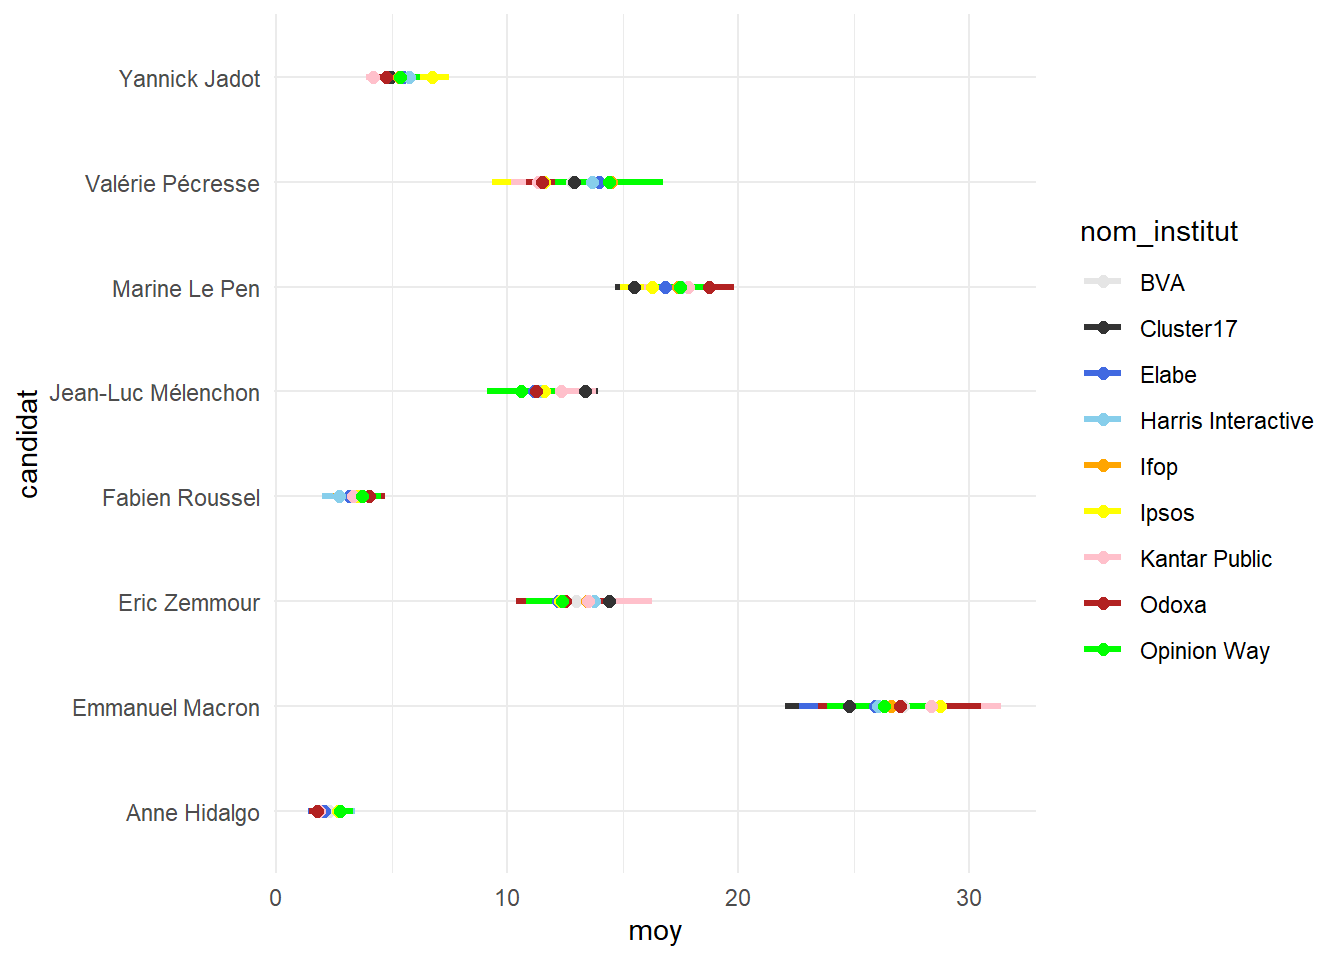 candidat
Yannick Jadot
Valérie Pécresse
Marine Le Pen
Jean-Luc Mélenchon
Fabien Roussel
Eric Zemmour
Emmanuel Macron
Anne Hidalgo
0 10 20 30
moy
nom_institut
BVA
Cluster17
Elabe
Harris Interactive
Ifop
Ipsos
Kantar Public
Odoxa
Opinion Way